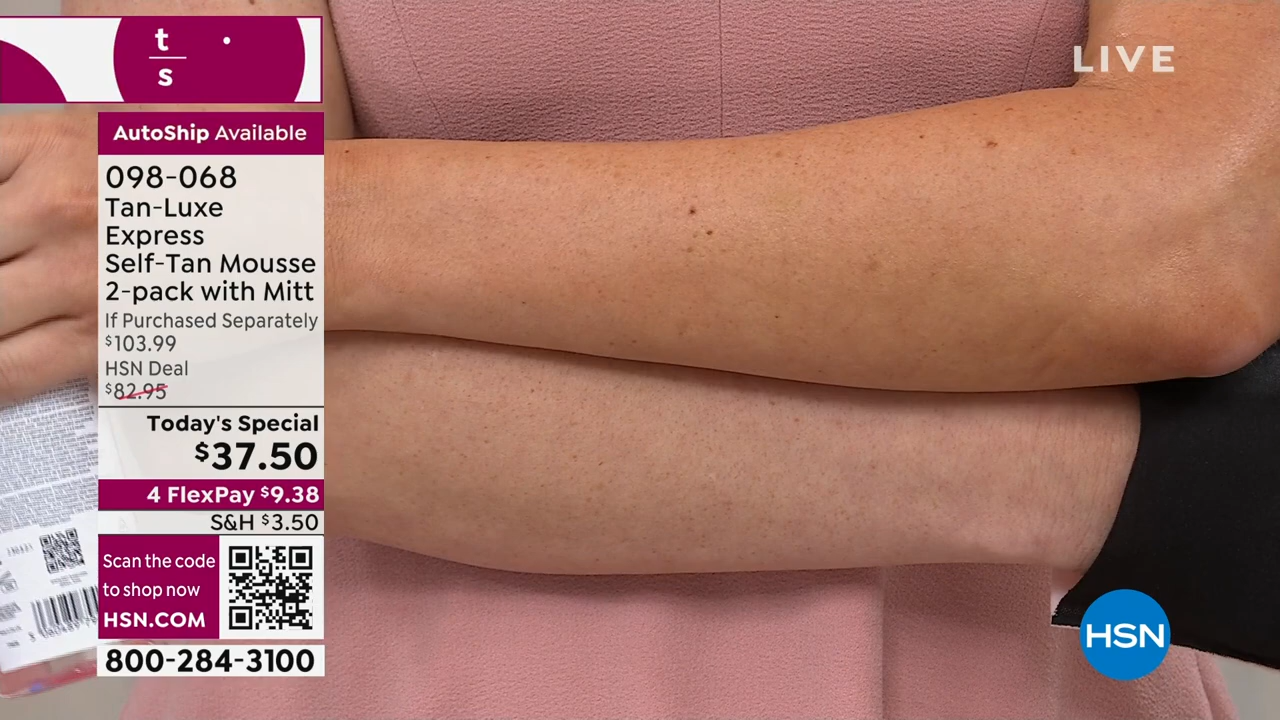 t
s
LIVE
AutoShip Available
098-068
Tan-Luxe
Express
Self-Tan Mousse
2-pack with Mitt
If Purchased Separately
$103.99
HSN Deal
$82.95
Today's Special
$37.50
4 FlexPay $9.38
S&H $3.50
Scan the code
to shop now
HSN.COM
800-284-3100
HSN